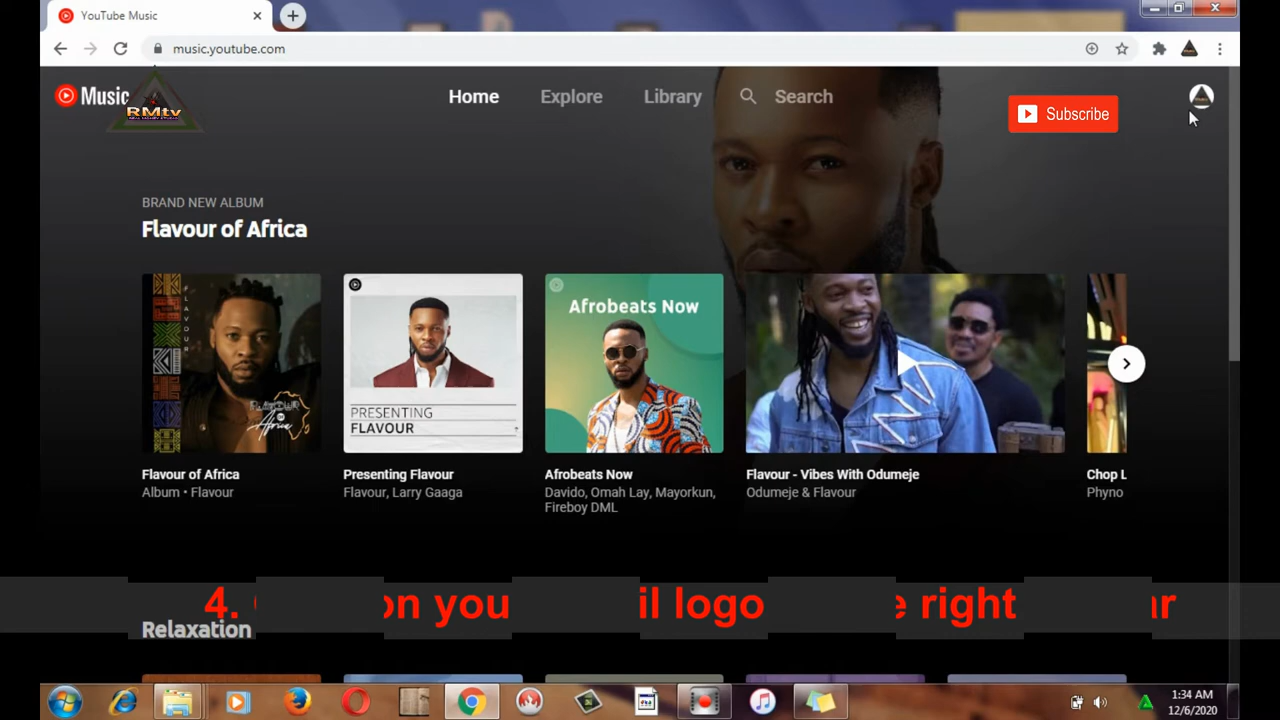 YouTube Music
music.youtube.com
Music
RMtv
Home
Explore
Library
Search
Subscribe
BRAND NEW ALBUM
Flavour of Africa
FLAVOUR
Africa
PRESENTING
FLAVOUR
Afrobeats Now
Flavour of Africa
Album • Flavour
Presenting Flavour
Flavour, Larry Gaaga
Afrobeats Now
Davido, Omah Lay, Mayorkun,
Fireboy DML
Flavour - Vibes With Odumeje
Odumeje & Flavour
Chop L
Phyno
4. on you il logo right
Relaxation
1:34 AM
12/6/2020